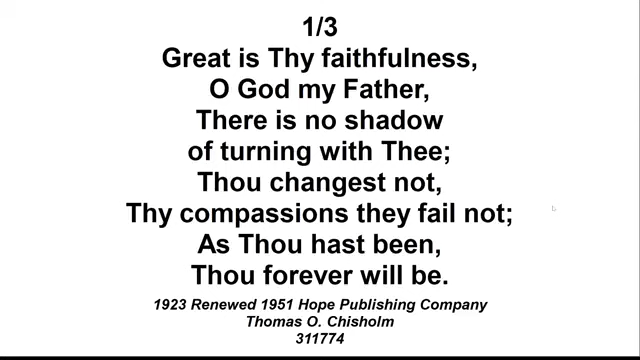 1/3
Great is Thy faithfulness,
O God my Father,
There is no shadow
of turning with Thee;
Thou changest not,
Thy compassions they fail not;
As Thou hast been,
Thou forever will be.
1923 Renewed 1951 Hope Publishing Company
Thomas O. Chisholm
311774